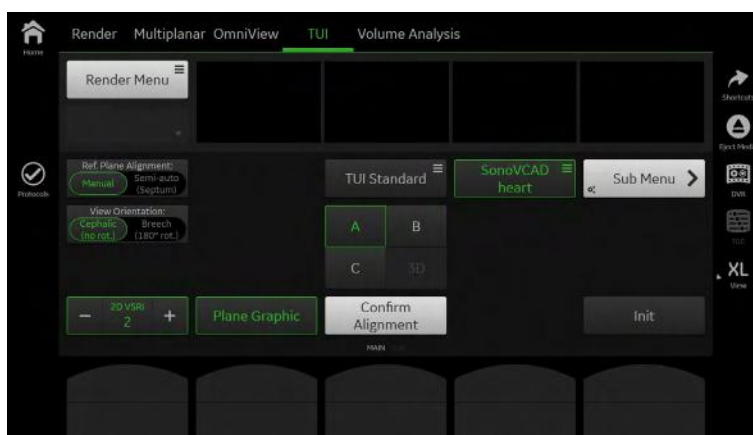 Home
Render Multiplanar OmniView TUI Volume Analysis
Render Menu
Shortcuts
Eject Media
Protocols
Ref. Plane Alignment:
Manual Semi-auto
(Septum)
TUI Standard
SonoVCAD
heart
Sub Menu
DVR
View Orientation:
Cephalic Breech
(no rot.) (180° rot.)
A B
C 3D
TGC
XL
View
− 2D VSRI +
2
Plane Graphic
Confirm
Alignment
Init
MAIN